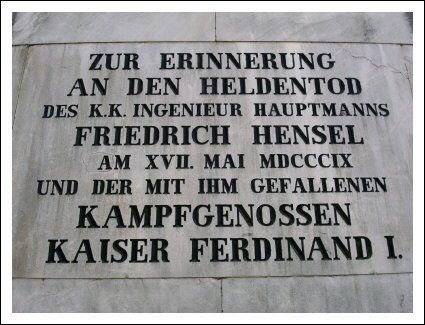 ZUR ERINNERUNG
AN DEN HELDENTOD
DES K.K. INGENIEUR HAUPTMANNS
FRIEDRICH HENSEL
AM XVII. MAI MDCCCIX
UND DER MIT IHM GEFALLENEN
KAMPFGENOSSEN
KAISER FERDINAND I.